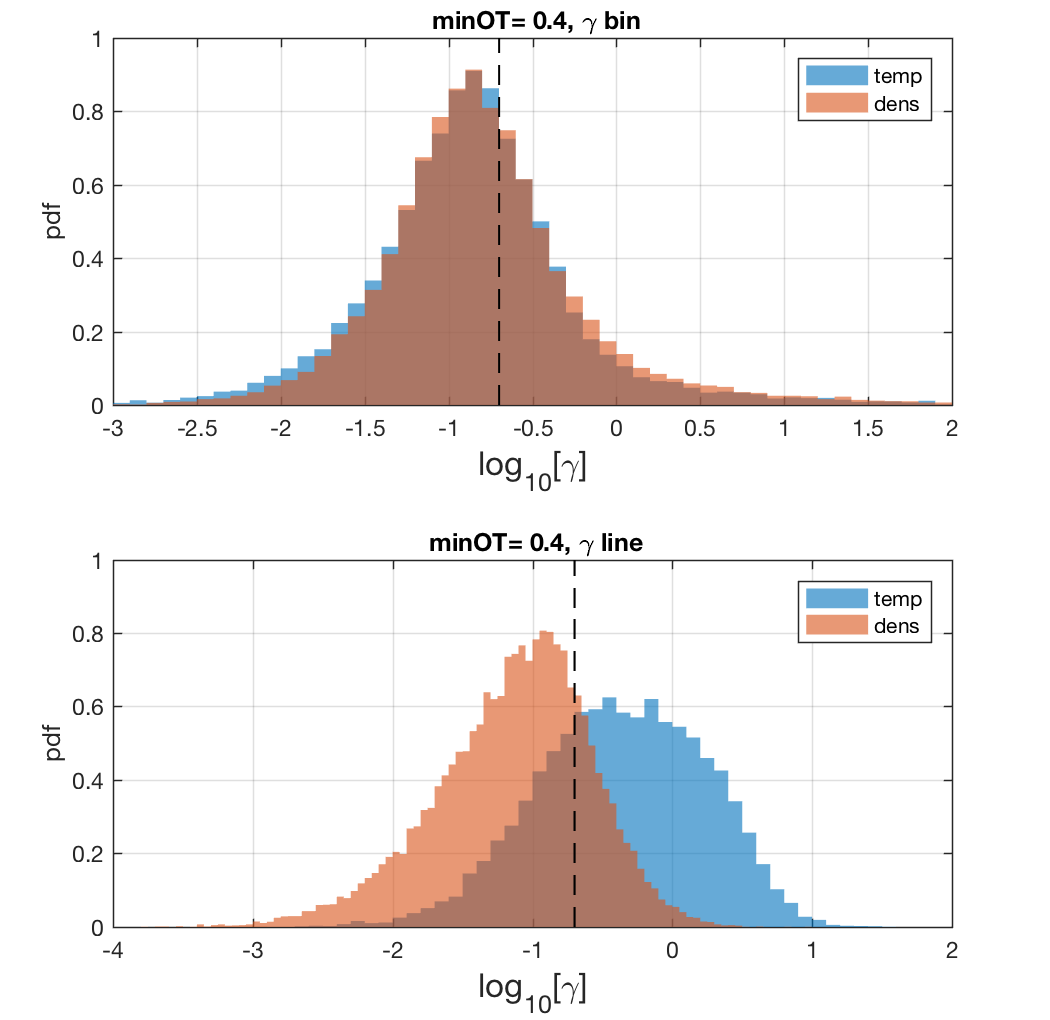 minOT= 0.4, γ bin
1
0.8
0.6
0.4
0.2
0
pdf
temp
dens
-3 -2.5 -2 -1.5 -1 -0.5 0 0.5 1 1.5 2
log10[γ]
minOT= 0.4, γ line
1
0.8
0.6
0.4
0.2
0
pdf
temp
dens
-4 -3 -2 -1 0 1 2
log10[γ]